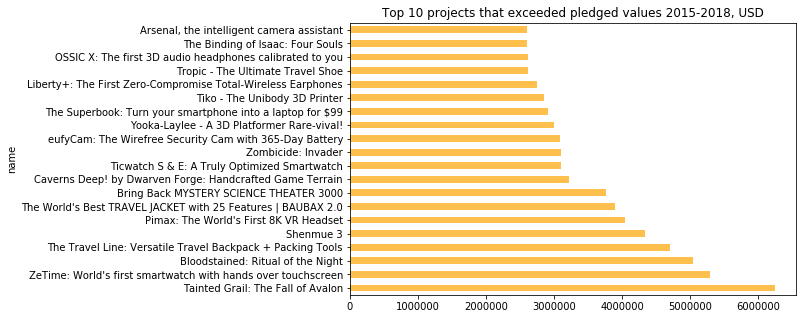 Top 10 projects that exceeded pledged values 2015-2018, USD
name
Arsenal, the intelligent camera assistant
The Binding of Isaac: Four Souls
OSSIC X: The first 3D audio headphones calibrated to you
Tropic - The Ultimate Travel Shoe
Liberty+: The First Zero-Compromise Total-Wireless Earphones
Tiko - The Unibody 3D Printer
The Superbook: Turn your smartphone into a laptop for $99
Yooka-Laylee - A 3D Platformer Rare-vival!
eufyCam: The Wirefree Security Cam with 365-Day Battery
Zombicide: Invader
Ticwatch S & E: A Truly Optimized Smartwatch
Caverns Deep! by Dwarven Forge: Handcrafted Game Terrain
Bring Back MYSTERY SCIENCE THEATER 3000
The World's Best TRAVEL JACKET with 25 Features | BAUBAX 2.0
Pimax: The World's First 8K VR Headset
Shenmue 3
The Travel Line: Versatile Travel Backpack + Packing Tools
Bloodstained: Ritual of the Night
ZeTime: World's first smartwatch with hands over touchscreen
Tainted Grail: The Fall of Avalon
0 1000000 2000000 3000000 4000000 5000000 6000000